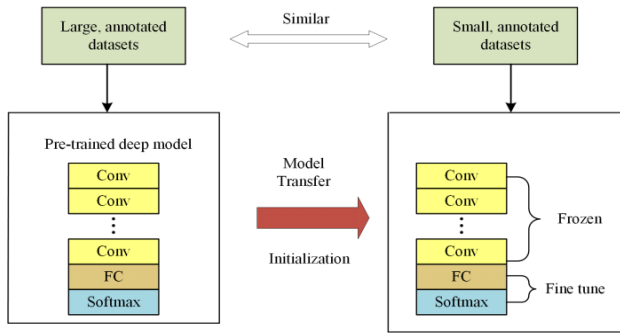 Large, annotated
datasets
Similar
Small, annotated
datasets
Pre-trained deep model
Conv
Conv
Conv
FC
Softmax
Model
Transfer
Initialization
Conv
Conv
Conv
FC
Softmax
Frozen
Fine tune